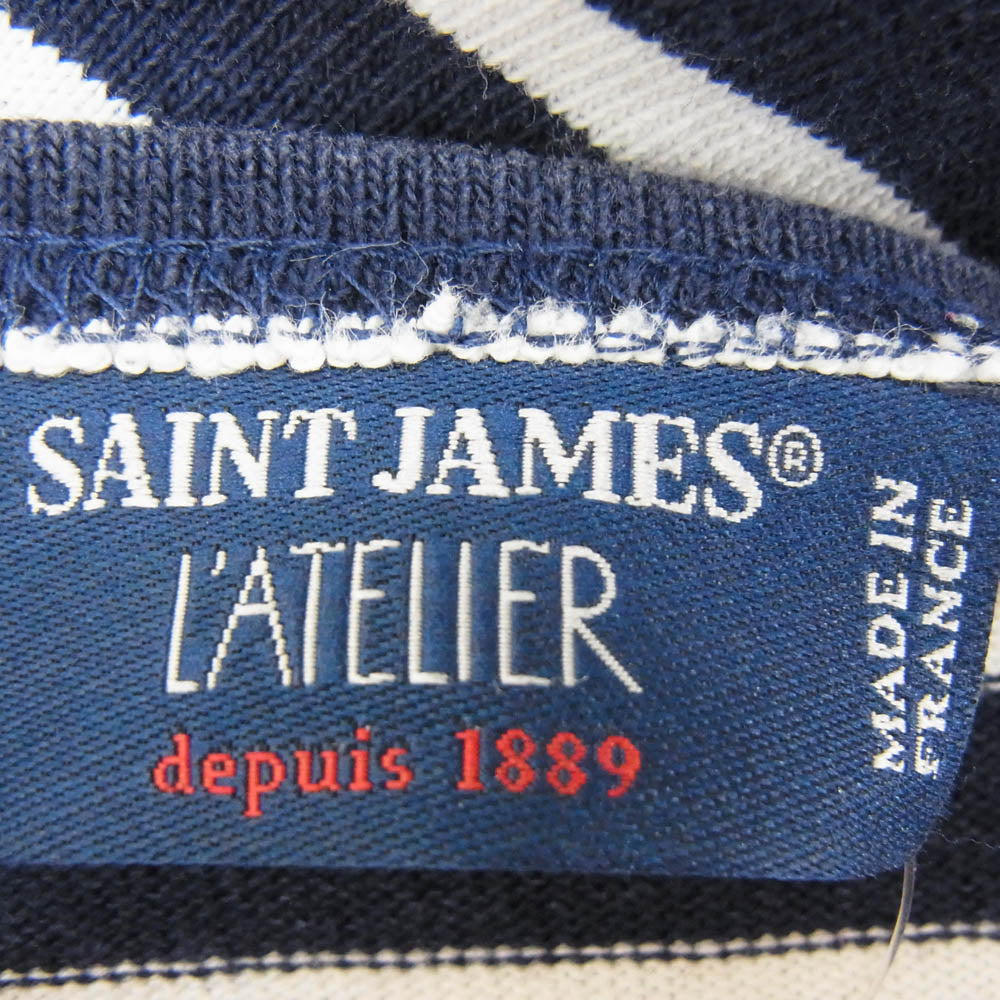 SAINT JAMES®
L'ATELIER
depuis 1889
MADE IN
FRANCE